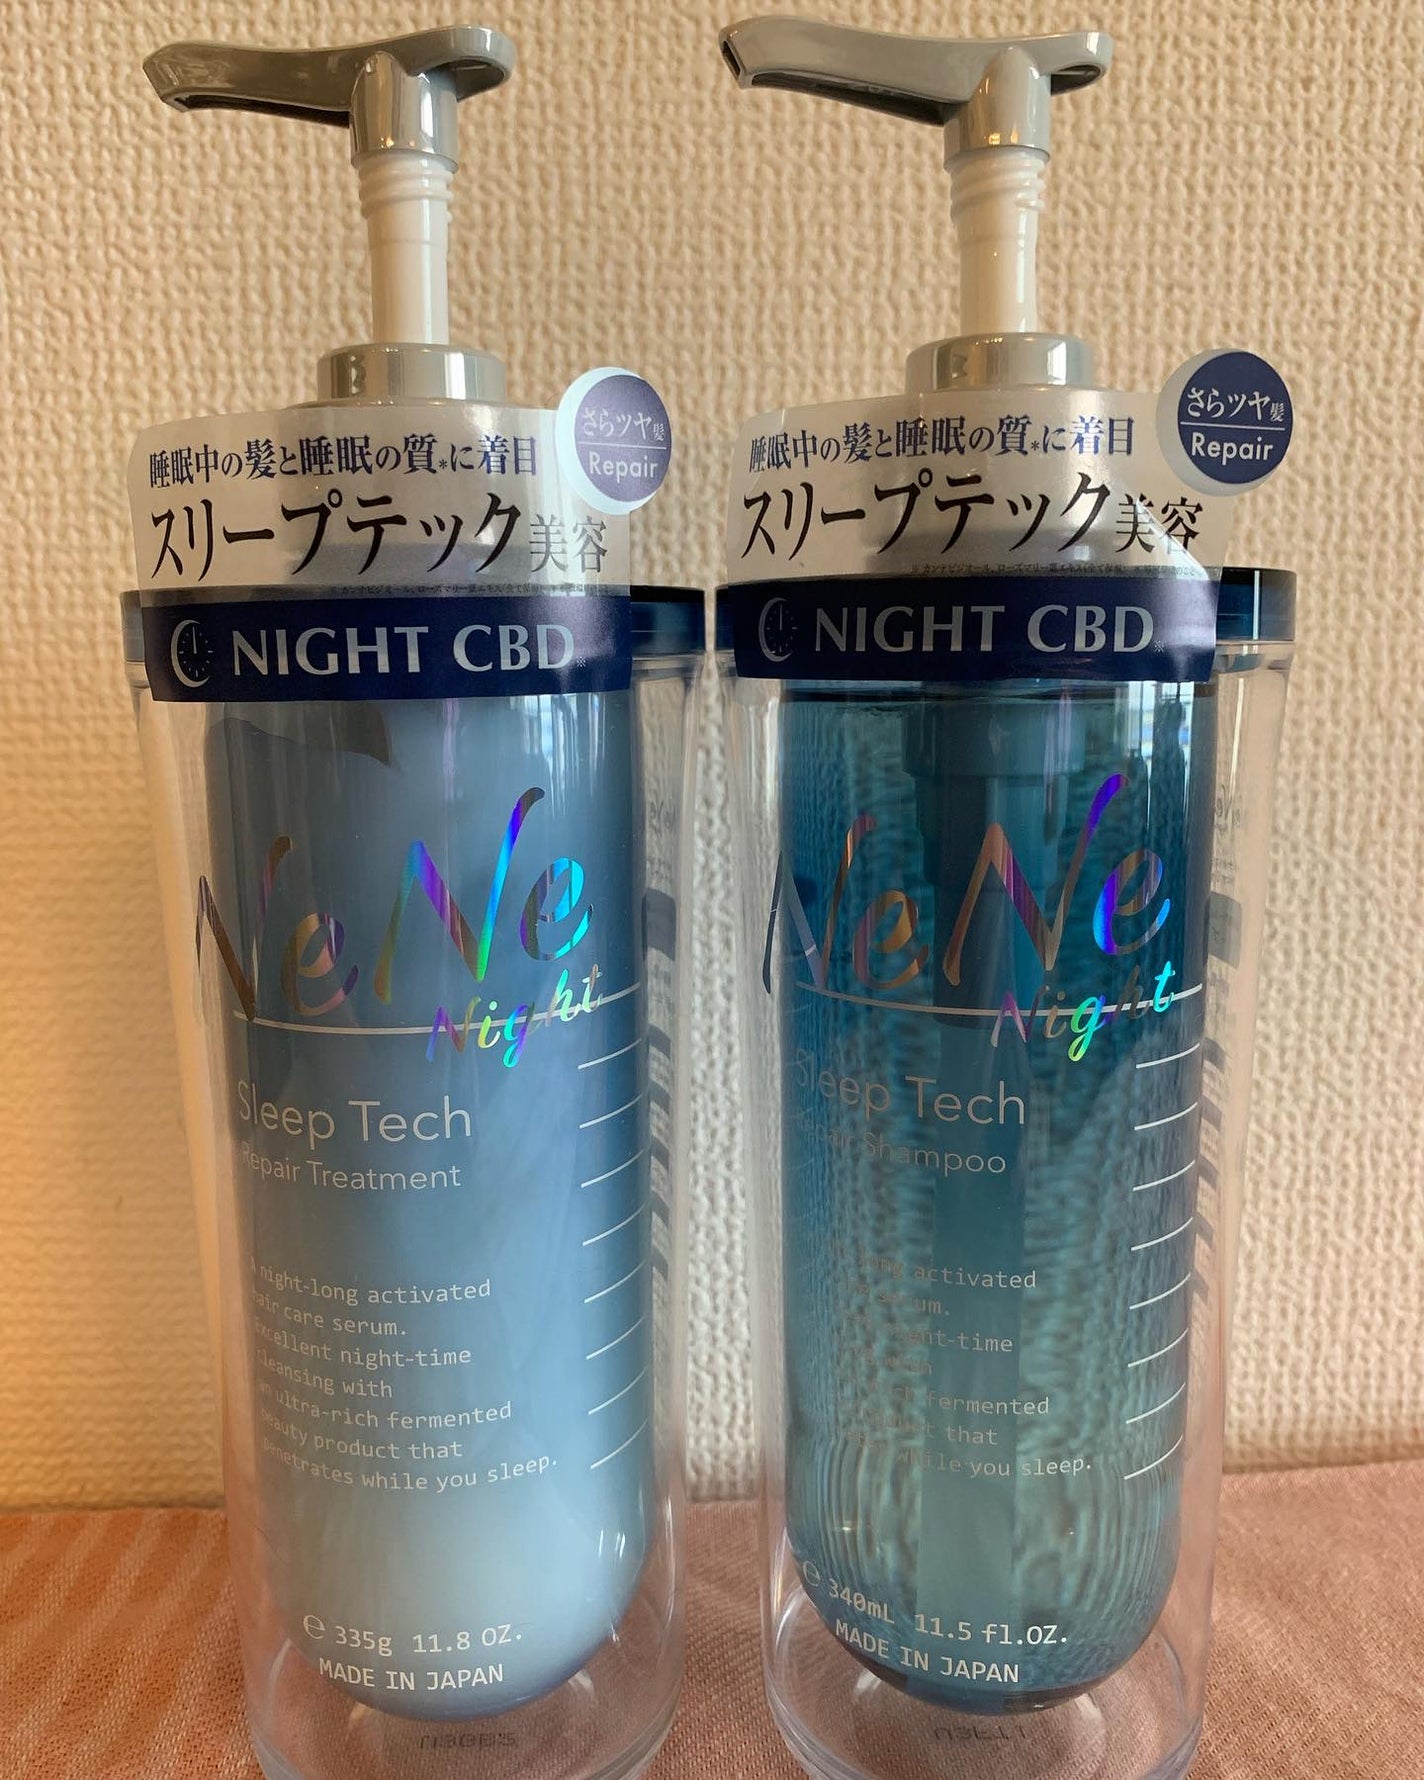 睡眠中の髪と睡眠の質※に着目
スリープテック美容
さらツヤ髪
Repair
NIGHT CBD※
NeNe
Night
Sleep Tech
Repair Treatment
A night-long activated
hair care serum.
Excellent night-time
cleansing with
an ultra-rich fermented
beauty product that
penetrates while you sleep.
℮ 335g 11.8 OZ.
MADE IN JAPAN
睡眠中の髪と睡眠の質※に着目
スリープテック美容
さらツヤ髪
Repair
NIGHT CBD※
NeNe
Night
Sleep Tech
Repair Shampoo
long activated
serum.
night-time
with
fermented
that
while you sleep.
℮ 340mL 11.5 fl.OZ.
MADE IN JAPAN